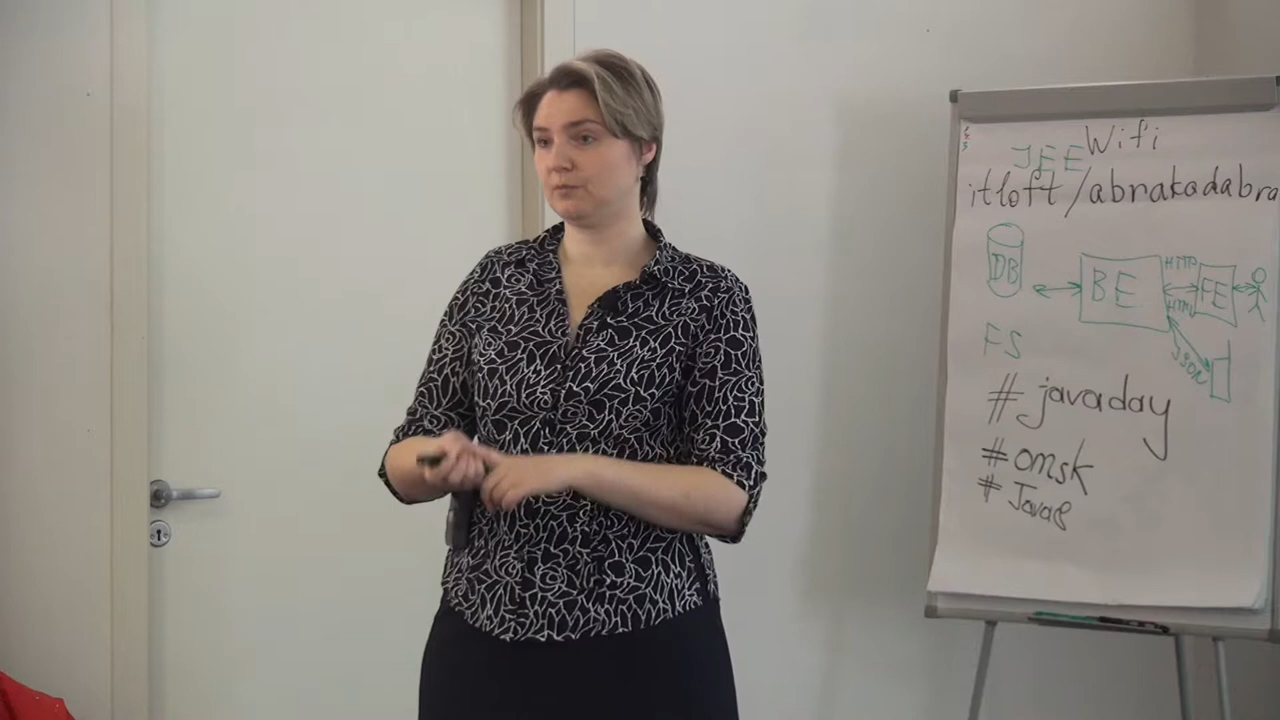 Wifi
JEE
itloft/abrakadabra
DB
BE
HTTP
HTML
FE
JSON
FS
#javaday
#omsk
#Java8